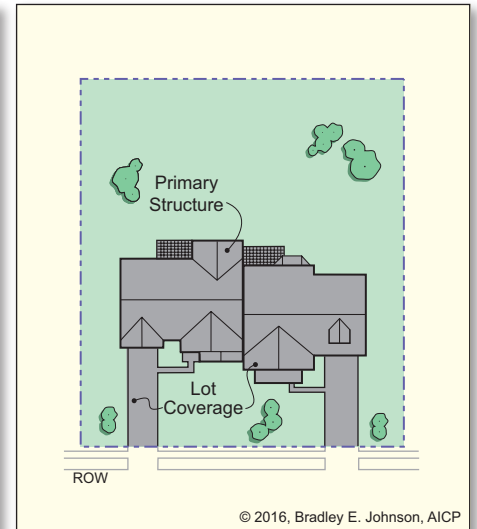 Primary
Structure
Lot
Coverage
ROW
© 2016, Bradley E. Johnson, AICP